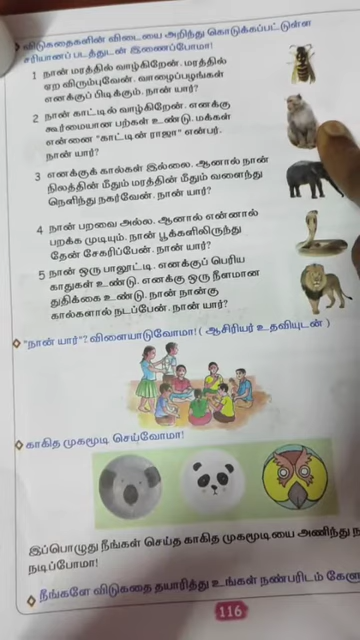 விடுகதைகளின் விடையை அறிந்து கொடுக்கப்பட்டுள்ள
சரியானப் படத்துடன் இணைப்போமா!
1 நான் மரத்தில் வாழ்கிறேன். மரத்தில்
ஏற விரும்புவேன். வாழைப்பழங்கள்
எனக்குப் பிடிக்கும். நான் யார்?
2 நான் காட்டில் வாழ்கிறேன். எனக்கு
கூர்மையான பற்கள் உண்டு. மக்கள்
என்னை "காட்டின் ராஜா" என்பர்.
நான் யார்?
3 எனக்குக் கால்கள் இல்லை. ஆனால் நான்
நிலத்தின் மீதும் மரத்தின் மீதும் வளைந்து
நெளிந்து நகர்வேன். நான் யார்?
4 நான் பறவை அல்ல. ஆனால் என்னால்
பறக்க முடியும். நான் பூக்களிலிருந்து
தேன் சேகரிப்பேன். நான் யார்?
5 நான் ஒரு பாலூட்டி. எனக்குப் பெரிய
காதுகள் உண்டு. எனக்கு ஒரு நீளமான
துதிக்கை உண்டு. நான் நான்கு
கால்களால் நடப்பேன். நான் யார்?
"நான் யார்"? விளையாடுவோமா! ( ஆசிரியர் உதவியுடன் )
காகித முகமூடி செய்வோமா!
இப்பொழுது நீங்கள் செய்த காகித முகமூடியை அணிந்து
நடிப்போமா!
நீங்களே விடுகதை தயாரித்து உங்கள் நண்பரிடம்
116